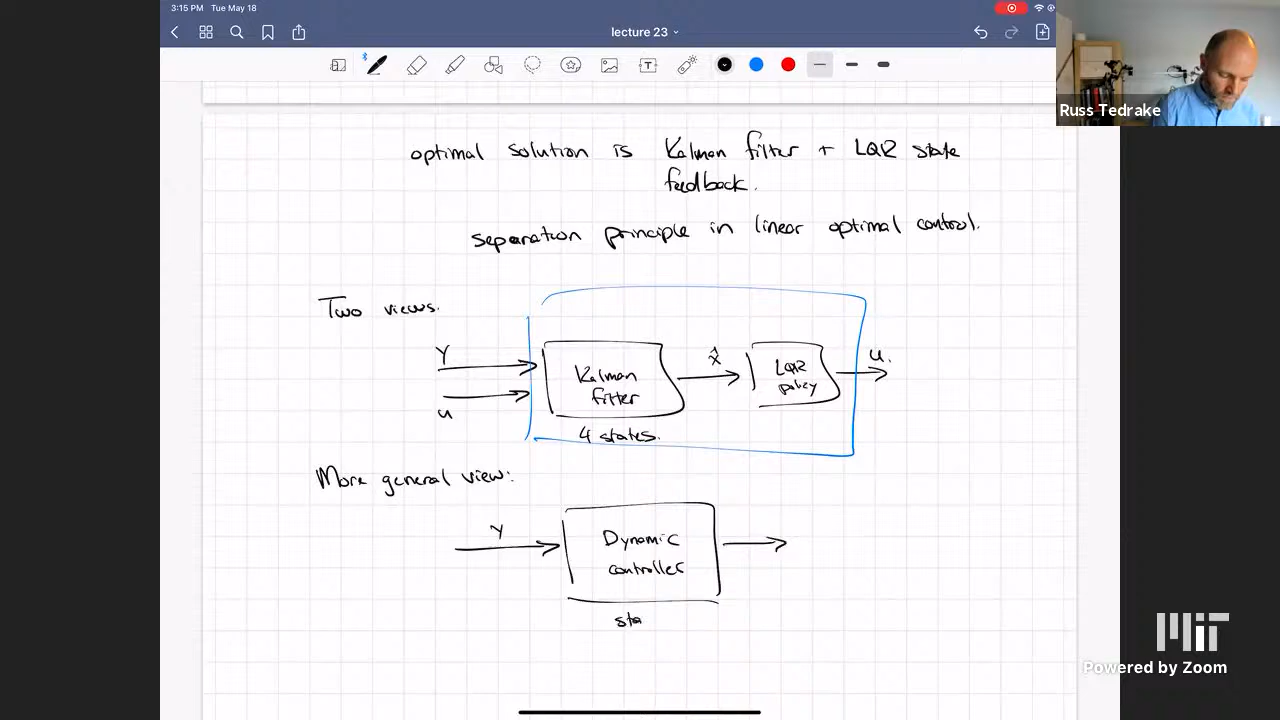 3:15 PM Tue May 18
lecture 23
Russ Tedrake
optimal solution is Kalman filter + LQR state
feedback.
separation principle in linear optimal control.
Two views.
y
u
Kalman
filter
4 states.
x̂
LQR
policy
u.
More general view:
y
Dynamic
controller
sta
MIT
Powered by Zoom